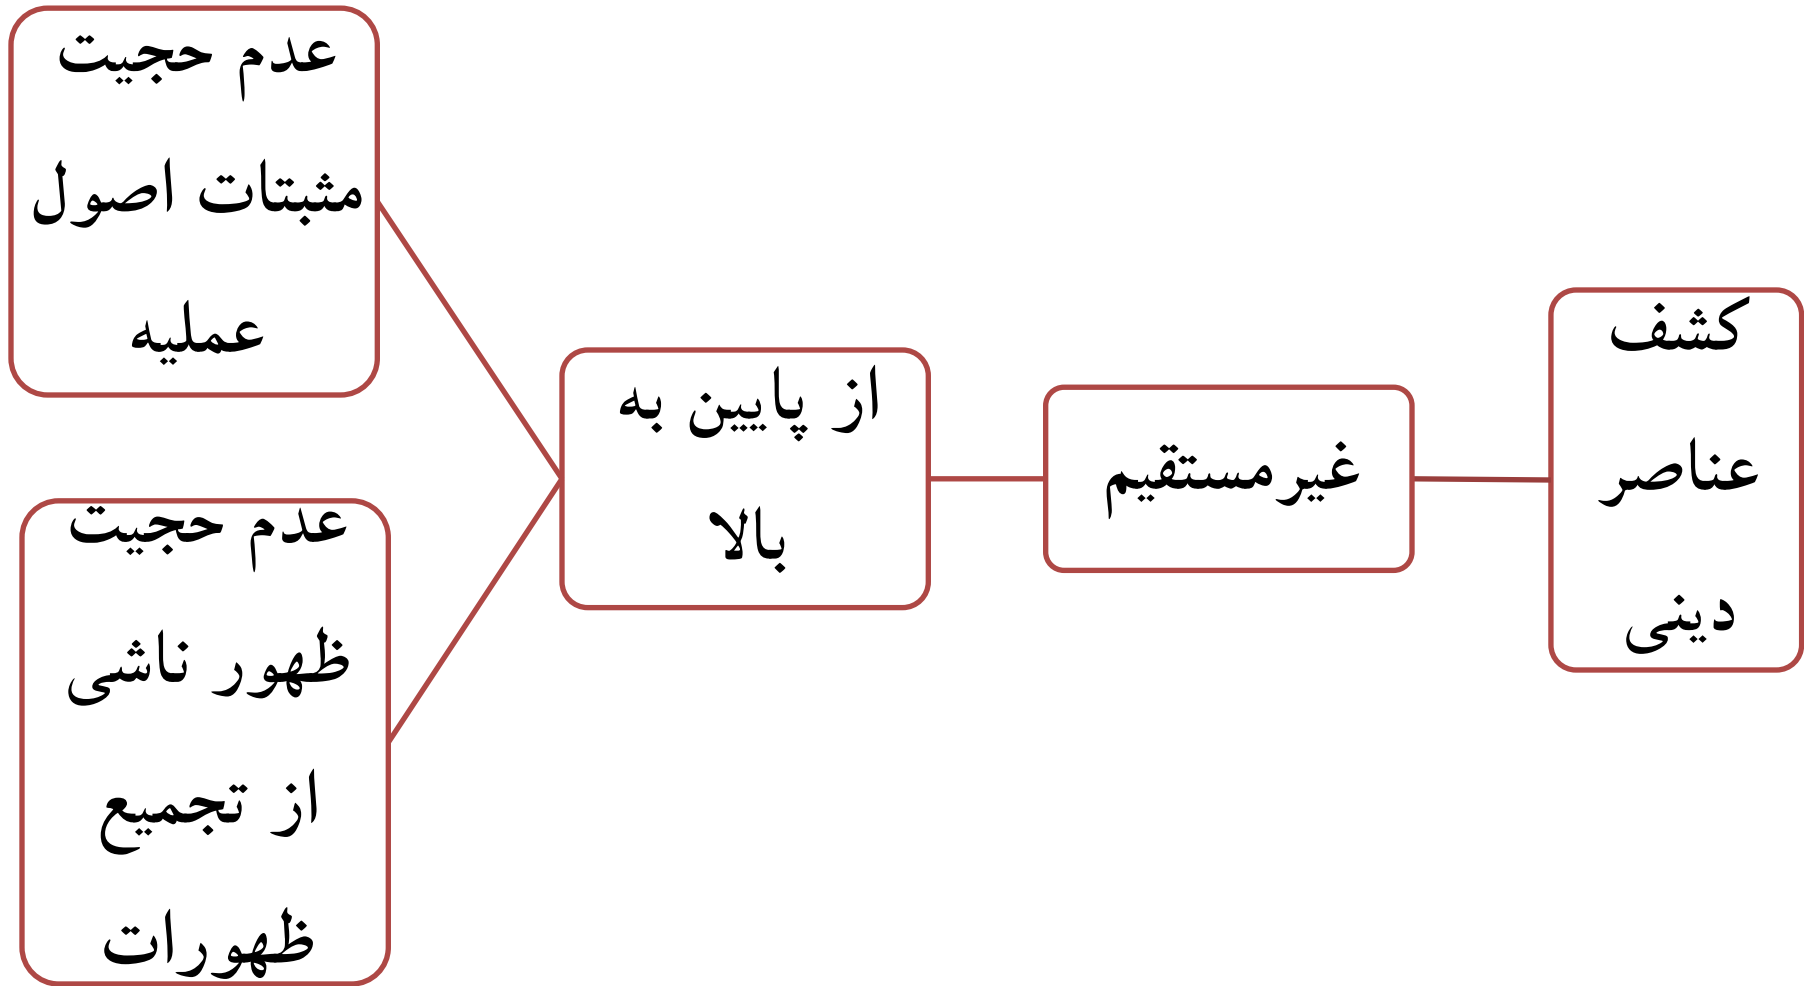 کشف
عناصر
دینی
غیرمستقیم
از پایین به
بالا
عدم حجیت
مثبتات اصول
عملیه
عدم حجیت
ظهور ناشی
از تجمیع
ظهورات